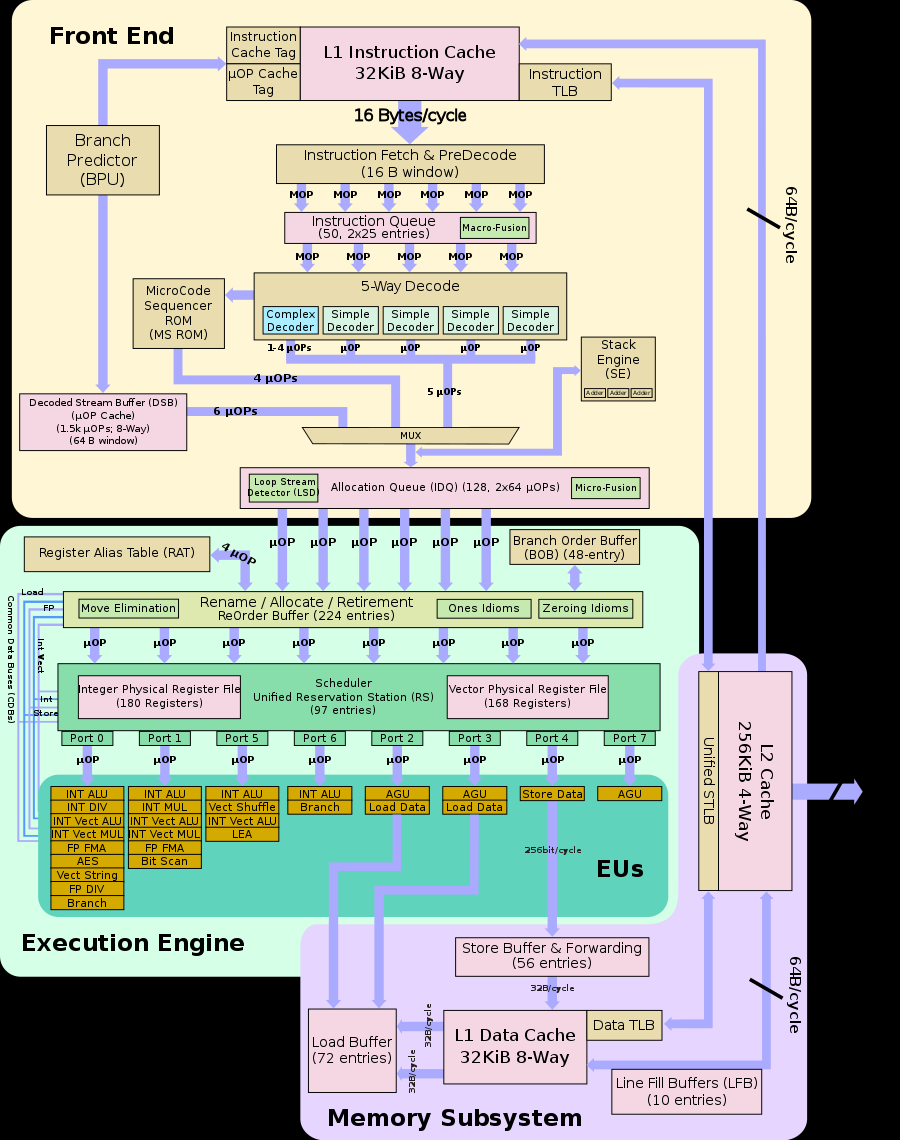 Front End
Instruction
Cache Tag
µOP Cache
Tag
L1 Instruction Cache
32KiB 8-Way
Instruction
TLB
16 Bytes/cycle
Branch
Predictor
(BPU)
Instruction Fetch & PreDecode
(16 B window)
MOP MOP MOP MOP MOP MOP
Instruction Queue
(50, 2x25 entries)
Macro-Fusion
64B/cycle
MOP MOP MOP MOP MOP
MicroCode
Sequencer
ROM
(MS ROM)
5-Way Decode
Complex
Decoder
Simple
Decoder
Simple
Decoder
Simple
Decoder
Simple
Decoder
1-4 µOPs µOP µOP µOP µOP
Stack
Engine
(SE)
Adder Adder Adder
4 µOPs
5 µOPs
Decoded Stream Buffer (DSB)
(µOP Cache)
(1.5k µOPs; 8-Way)
(64 B window)
6 µOPs
MUX
Loop Stream
Detector (LSD)
Allocation Queue (IDQ) (128, 2x64 µOPs)
Micro-Fusion
Register Alias Table (RAT)
4 µOP
µOP µOP µOP µOP µOP µOP
Branch Order Buffer
(BOB) (48-entry)
Load
FP
Common Data Buses (CDBs)
Int Vect
Int
Store
Move Elimination
Rename / Allocate / Retirement
ReOrder Buffer (224 entries)
Ones Idioms
Zeroing Idioms
µOP µOP µOP µOP µOP µOP µOP µOP
Integer Physical Register File
(180 Registers)
Scheduler
Unified Reservation Station (RS)
(97 entries)
Vector Physical Register File
(168 Registers)
Port 0 Port 1 Port 5 Port 6 Port 2 Port 3 Port 4 Port 7
µOP µOP µOP µOP µOP µOP µOP µOP
INT ALU
INT DIV
INT Vect ALU
INT Vect MUL
FP FMA
AES
Vect String
FP DIV
Branch
INT ALU
INT MUL
INT Vect ALU
INT Vect MUL
FP FMA
Bit Scan
INT ALU
Vect Shuffle
INT Vect ALU
LEA
INT ALU
Branch
AGU
Load Data
AGU
Load Data
Store Data
AGU
256bit/cycle
EUs
Execution Engine
Unified STLB
L2 Cache
256KiB 4-Way
Store Buffer & Forwarding
(56 entries)
32B/cycle
64B/cycle
Load Buffer
(72 entries)
32B/cycle
32B/cycle
L1 Data Cache
32KiB 8-Way
Data TLB
Line Fill Buffers (LFB)
(10 entries)
Memory Subsystem